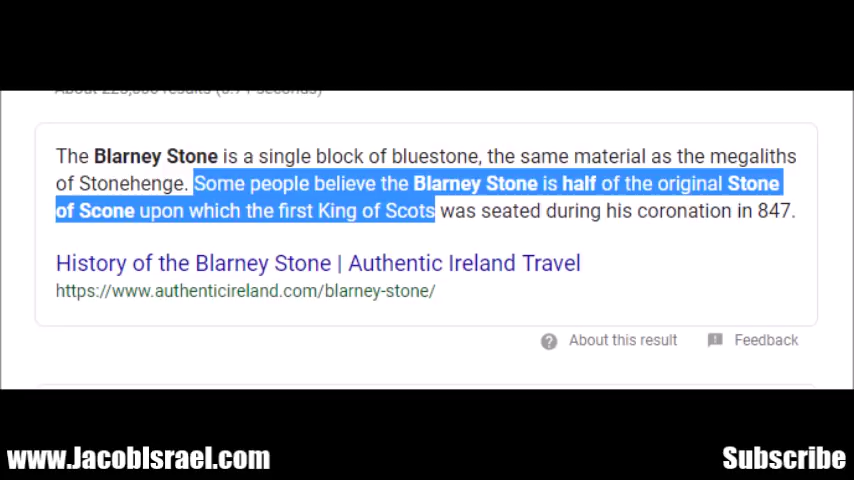 The Blarney Stone is a single block of bluestone, the same material as the megaliths
of Stonehenge. Some people believe the Blarney Stone is half of the original Stone
of Scone upon which the first King of Scots was seated during his coronation in 847.
History of the Blarney Stone | Authentic Ireland Travel
https://www.authenticireland.com/blarney-stone/
About this result Feedback
www.JacobIsrael.com Subscribe